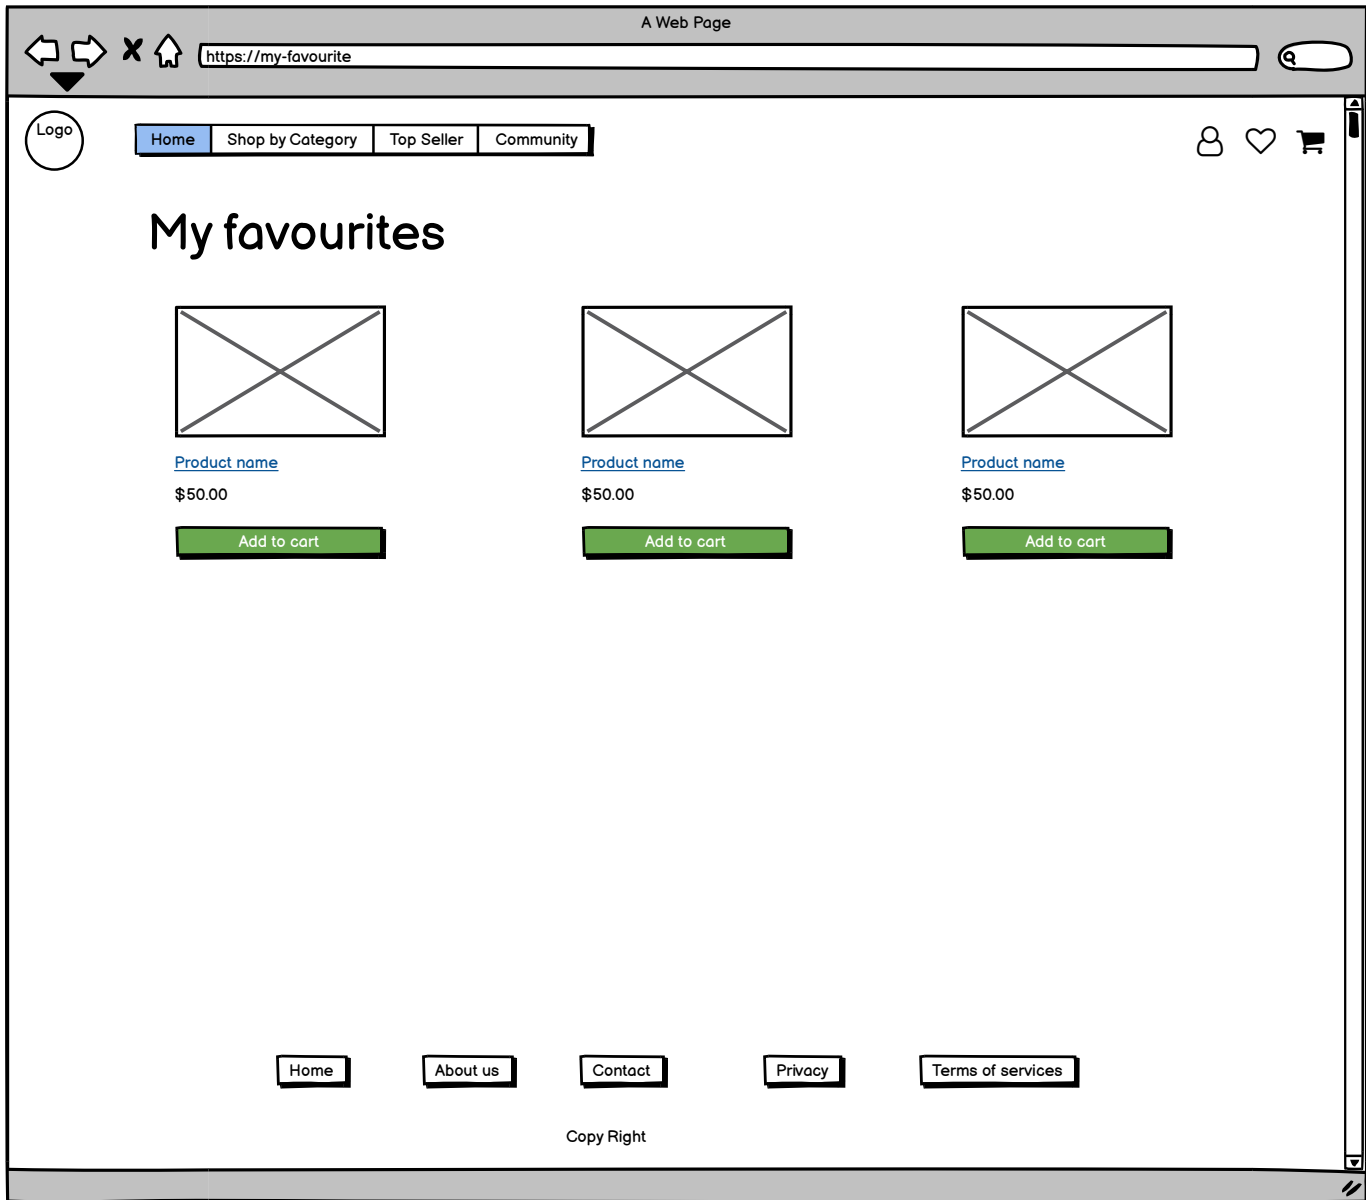 A Web Page
https://my-favourite
Logo
Home Shop by Category Top Seller Community
My favourites
Product name Product name Product name
$50.00 $50.00 $50.00
Add to cart Add to cart Add to cart
Home About us Contact Privacy Terms of services
Copy Right